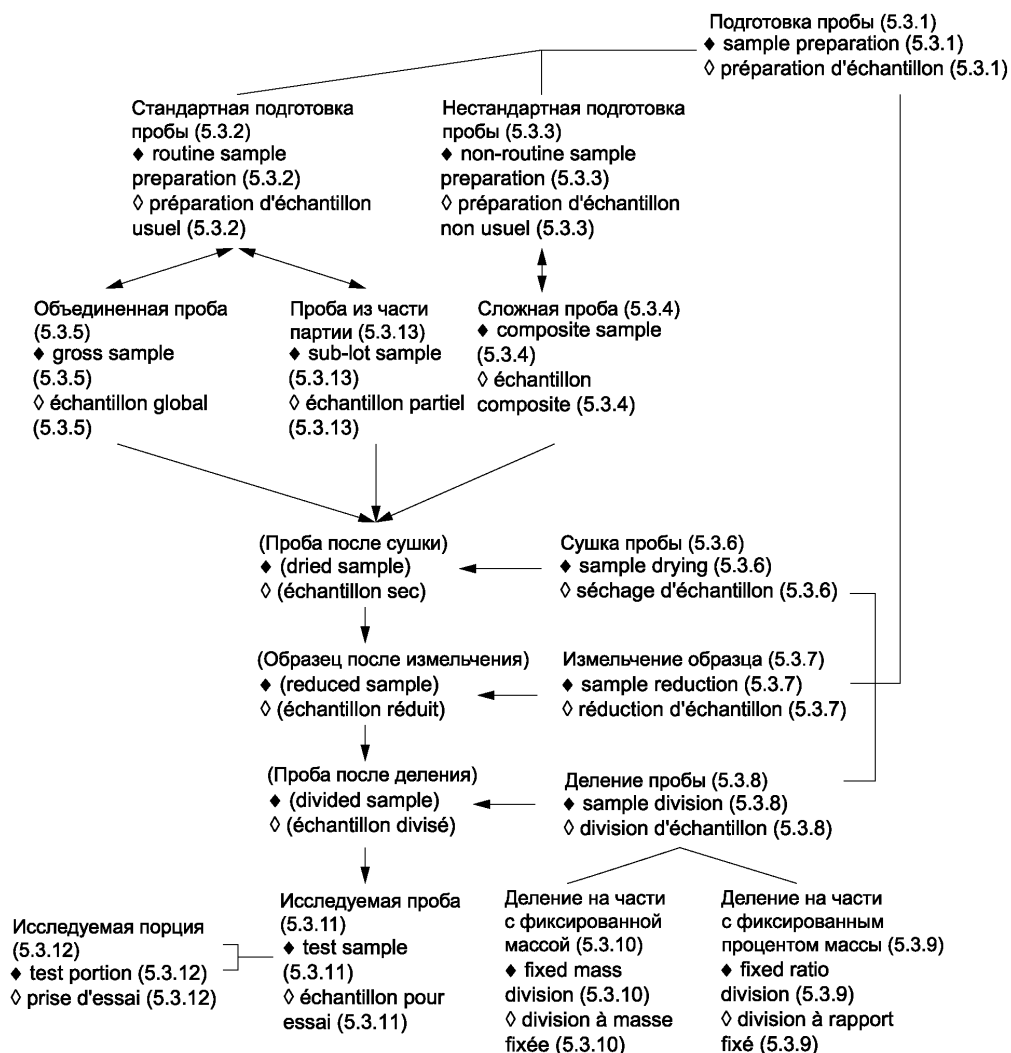 Подготовка пробы (5.3.1)
♦ sample preparation (5.3.1)
◊ préparation d'échantillon (5.3.1)
Стандартная подготовка
пробы (5.3.2)
♦ routine sample
preparation (5.3.2)
◊ préparation d'échantillon
usuel (5.3.2)
Нестандартная подготовка
пробы (5.3.3)
♦ non-routine sample
preparation (5.3.3)
◊ préparation d'échantillon
non usuel (5.3.3)
Объединенная проба
(5.3.5)
♦ gross sample
(5.3.5)
◊ échantillon global
(5.3.5)
Проба из части
партии (5.3.13)
♦ sub-lot sample
(5.3.13)
◊ échantillon partiel
(5.3.13)
Сложная проба (5.3.4)
♦ composite sample
(5.3.4)
◊ échantillon
composite (5.3.4)
(Проба после сушки)
♦ (dried sample)
◊ (échantillon sec)
Сушка пробы (5.3.6)
♦ sample drying (5.3.6)
◊ séchage d'échantillon (5.3.6)
(Образец после измельчения)
♦ (reduced sample)
◊ (échantillon réduit)
Измельчение образца (5.3.7)
♦ sample reduction (5.3.7)
◊ réduction d'échantillon (5.3.7)
(Проба после деления)
♦ (divided sample)
◊ (échantillon divisé)
Деление пробы (5.3.8)
♦ sample division (5.3.8)
◊ division d'échantillon (5.3.8)
Исследуемая порция
(5.3.12)
♦ test portion (5.3.12)
◊ prise d'essai (5.3.12)
Исследуемая проба
(5.3.11)
♦ test sample
(5.3.11)
◊ échantillon pour
essai (5.3.11)
Деление на части
с фиксированной
массой (5.3.10)
♦ fixed mass
division (5.3.10)
◊ division à masse
fixée (5.3.10)
Деление на части
с фиксированным
процентом массы (5.3.9)
♦ fixed ratio
division (5.3.9)
◊ division à rapport
fixé (5.3.9)